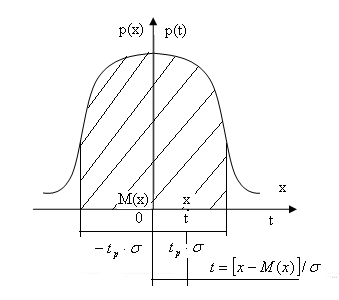 p(x) p(t)
M(x) x x
0 t t
− t_p · σ t_p · σ
t = [x − M(x)]/σ